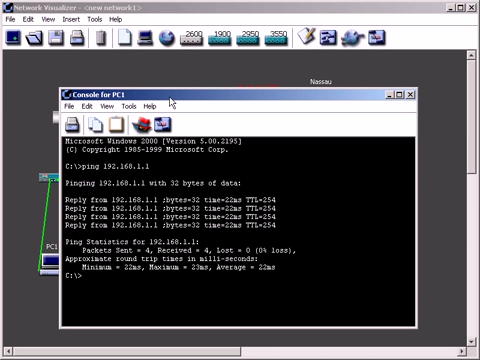 Network Visualizer - <new network1>
File Edit View Insert Tools Help
2600 1900 2950 3550
Nassau
Console for PC1
File Edit View Tools Help
Microsoft Windows 2000 [Version 5.00.2195]
(C) Copyright 1985-1999 Microsoft Corp.
C:\>ping 192.168.1.1
Pinging 192.168.1.1 with 32 bytes of data:
Reply from 192.168.1.1 ;bytes=32 time=22ms TTL=254
Reply from 192.168.1.1 ;bytes=32 time=22ms TTL=254
Reply from 192.168.1.1 ;bytes=32 time=22ms TTL=254
Reply from 192.168.1.1 ;bytes=32 time=22ms TTL=254
Ping Statistics for 192.168.1.1:
Packets Sent = 4, Received = 4, Lost = 0 (0% loss),
Approximate round trip times in milli-seconds:
Minimum = 22ms, Maximum = 23ms, Average = 22ms
C:\>
PC1